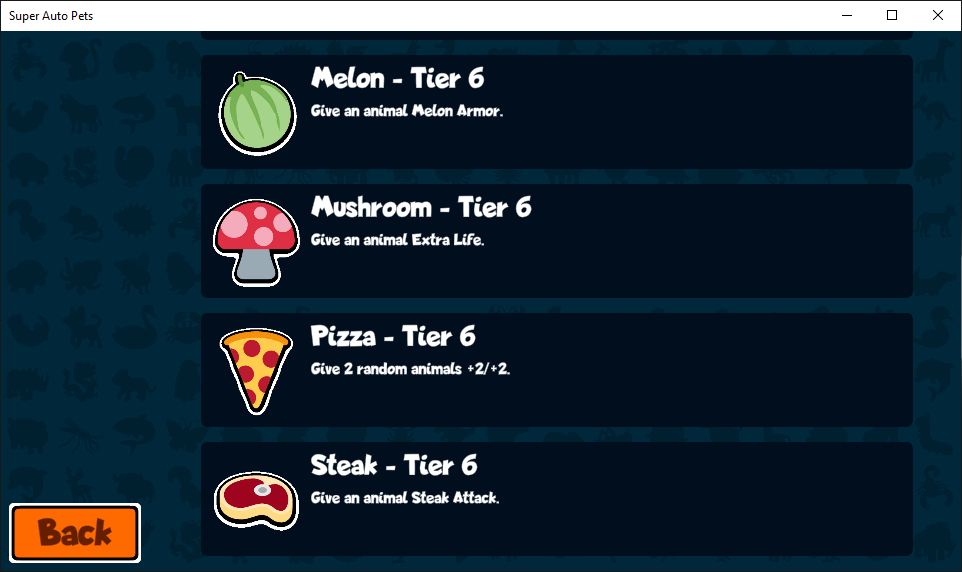 Super Auto Pets
Melon - Tier 6
Give an animal Melon Armor.
Mushroom - Tier 6
Give an animal Extra Life.
Pizza - Tier 6
Give 2 random animals +2/+2.
Steak - Tier 6
Give an animal Steak Attack.
Back